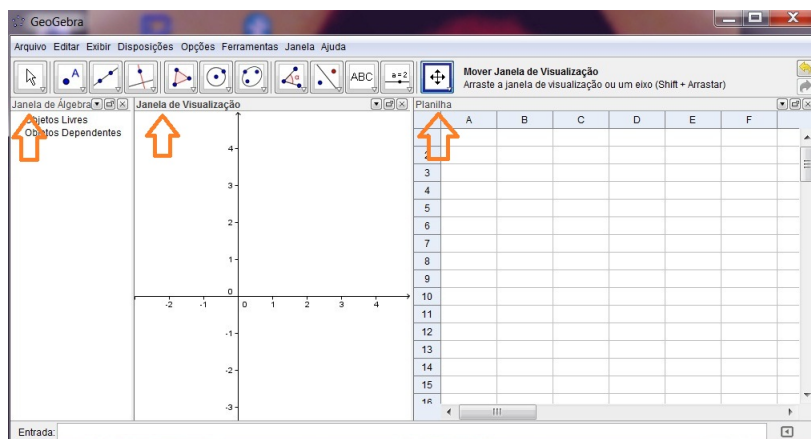 GeoGebra
Arquivo Editar Exibir Disposições Opções Ferramentas Janela Ajuda
A
α
ABC
a=2
Mover Janela de Visualização
Arraste a janela de visualização ou um eixo (Shift + Arrastar)
Janela de Álgebra
Janela de Visualização
Planilha
Objetos Livres
Objetos Dependentes
A B C D E F
4
3
2
1
0
-2 -1 0 1 2 3 4
-1
-2
-3
2
3
4
5
6
7
8
9
10
11
12
13
14
15
16
Entrada: